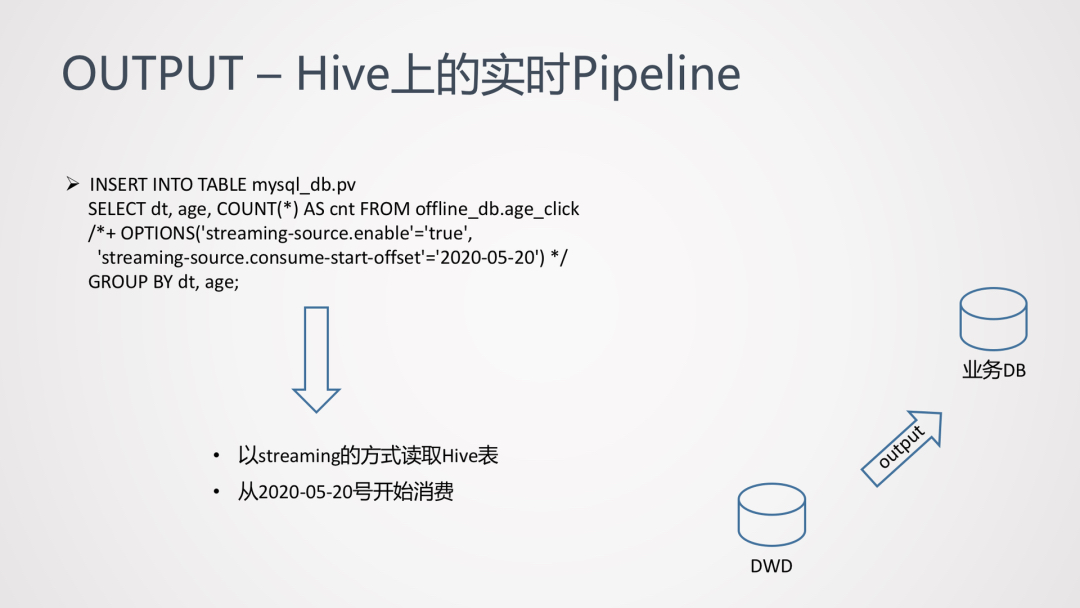 OUTPUT – Hive上的实时Pipeline
➢ INSERT INTO TABLE mysql_db.pv
SELECT dt, age, COUNT(*) AS cnt FROM offline_db.age_click
/*+ OPTIONS('streaming-source.enable'='true',
'streaming-source.consume-start-offset'='2020-05-20') */
GROUP BY dt, age;
• 以streaming的方式读取Hive表
• 从2020-05-20号开始消费
业务DB
output
DWD